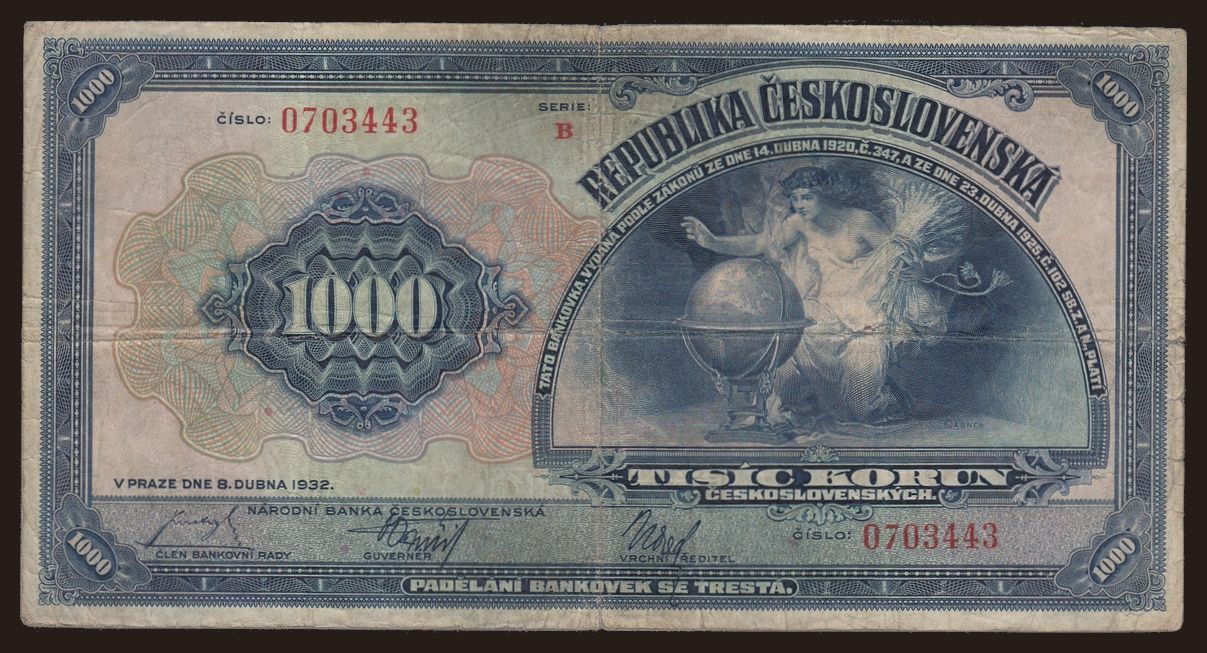 1000
1000
ČÍSLO: 0703443
SERIE:
B
REPUBLIKA ČESKOSLOVENSKÁ
TATO BANKOVKA, VYDANÁ PODLE ZÁKONŮ ZE DNE 14. DUBNA 1920, Č. 347, A ZE DNE 23. DUBNA 1925, Č. 102 SB. Z. A N., PLATÍ
1000
©ABNCO
TISÍC KORUN
ČESKOSLOVENSKÝCH.
V PRAZE DNE 8. DUBNA 1932.
NÁRODNÍ BANKA ČESKOSLOVENSKÁ
ČÍSLO: 0703443
ČLEN BANKOVNÍ RADY
GUVERNÉR
VRCHNÍ ŘEDITEL
1000
1000
PADĚLÁNÍ BANKOVEK SE TRESTÁ.